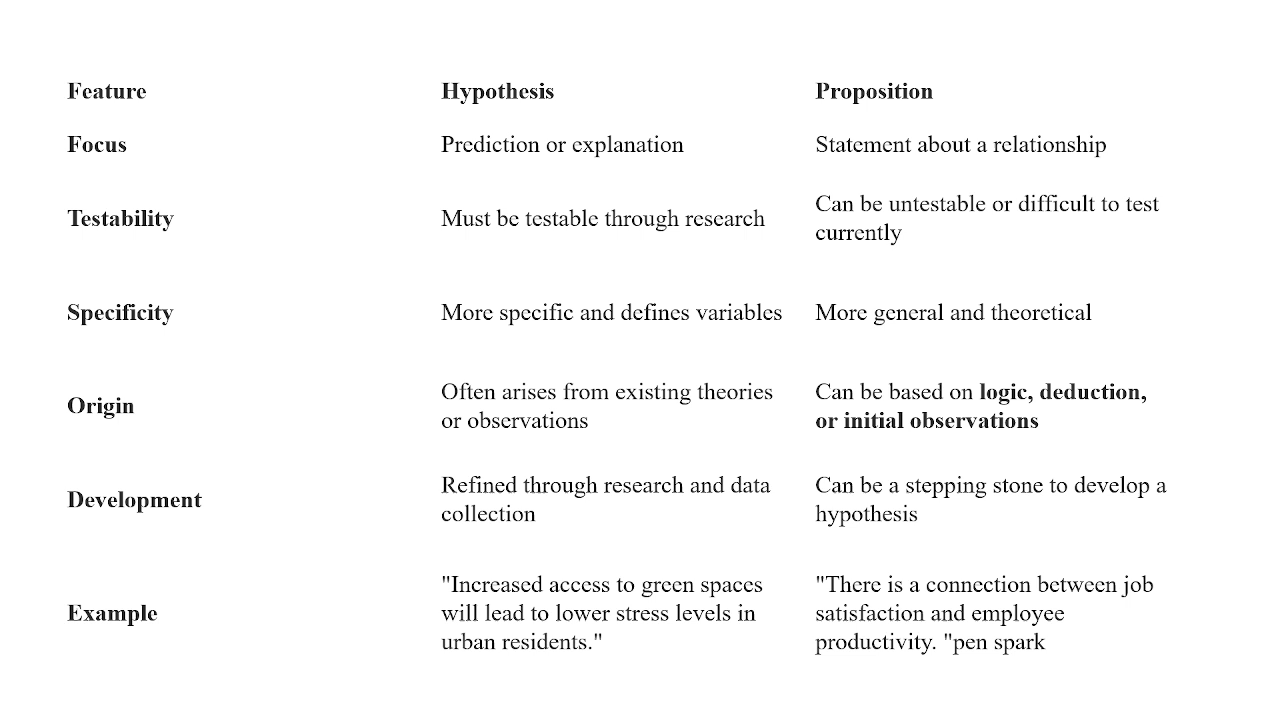 Feature Hypothesis Proposition
Focus Prediction or explanation Statement about a relationship
Testability Must be testable through research Can be untestable or difficult to test
currently
Specificity More specific and defines variables More general and theoretical
Origin Often arises from existing theories Can be based on logic, deduction,
or observations or initial observations
Development Refined through research and data Can be a stepping stone to develop a
collection hypothesis
Example "Increased access to green spaces "There is a connection between job
will lead to lower stress levels in satisfaction and employee
urban residents." productivity. "pen spark